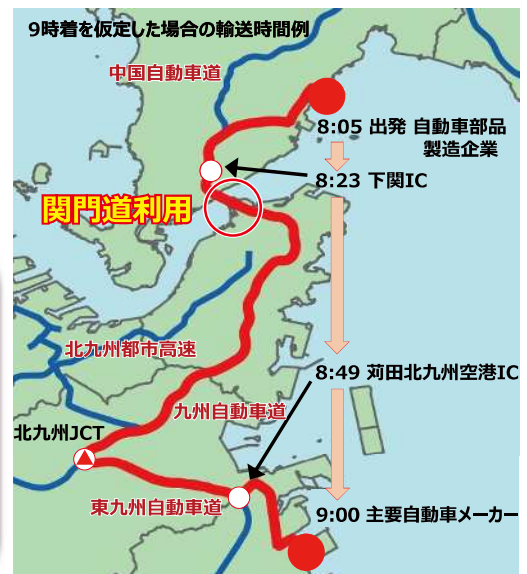 9時着を仮定した場合の輸送時間例
中国自動車道
8:05 出発 自動車部品
製造企業
8:23 下関IC
関門道利用
北九州都市高速
8:49 苅田北九州空港IC
九州自動車道
北九州JCT
東九州自動車道
9:00 主要自動車メーカー